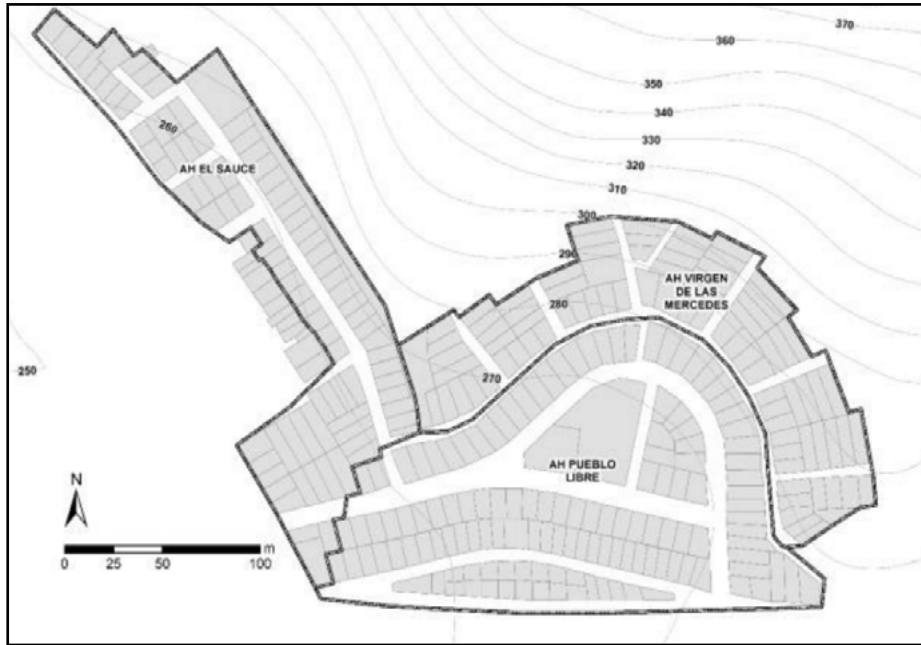 370
360
350
340
330
320
310
300
290
280
270
260
250
AH EL SAUCE
AH VIRGEN
DE LAS
MERCEDES
AH PUEBLO
LIBRE
N
m
0 25 50 100